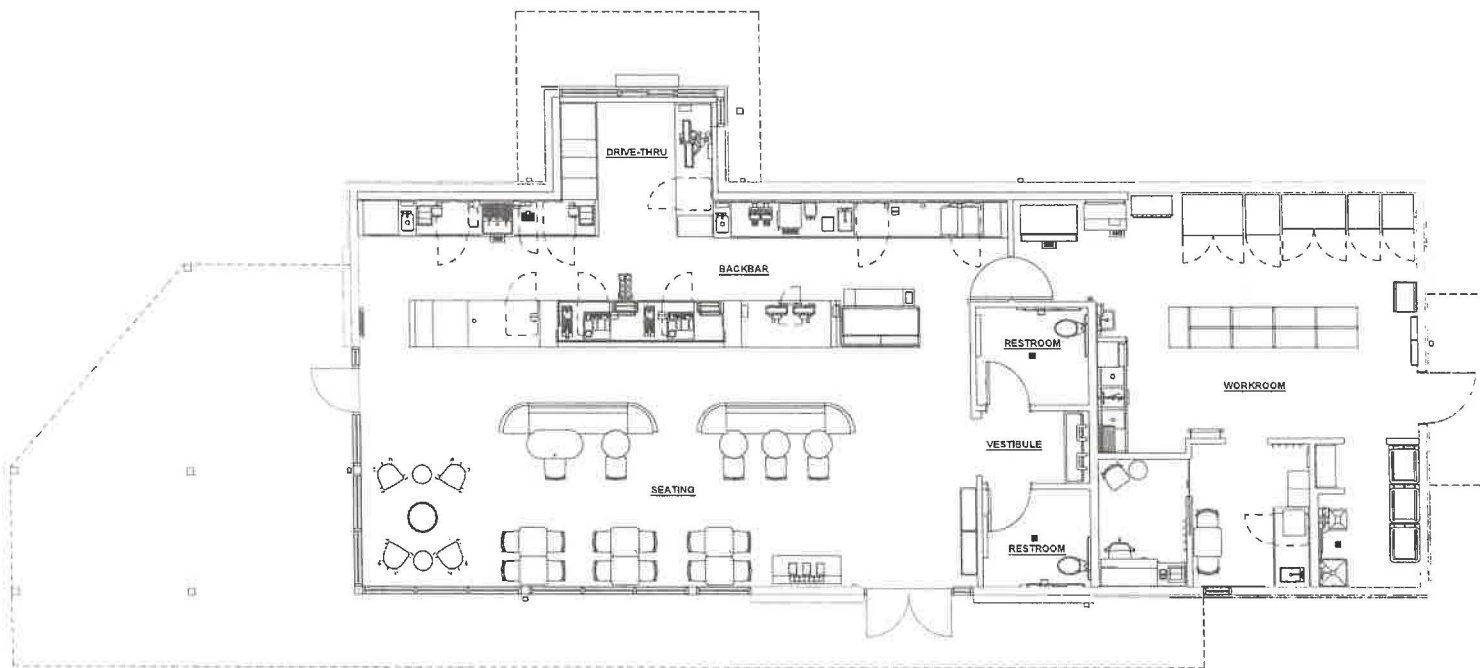 DRIVE-THRU
BACKBAR
RESTROOM
WORKROOM
VESTIBULE
SEATING
RESTROOM